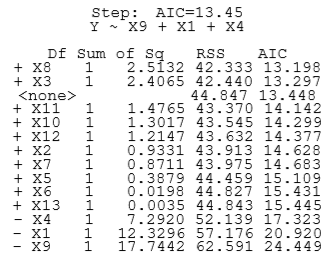 Step:  AIC=13.45
Y ~ X9 + X1 + X4
Df Sum of Sq RSS AIC
+ X8 1 2.5132 42.333 13.198
+ X3 1 2.4065 42.440 13.297
<none> 44.847 13.448
+ X11 1 1.4765 43.370 14.142
+ X10 1 1.3017 43.545 14.299
+ X12 1 1.2147 43.632 14.377
+ X2 1 0.9331 43.913 14.628
+ X7 1 0.8711 43.975 14.683
+ X5 1 0.3879 44.459 15.109
+ X6 1 0.0198 44.827 15.431
+ X13 1 0.0035 44.843 15.445
- X4 1 7.2920 52.139 17.323
- X1 1 12.3296 57.176 20.920
- X9 1 17.7442 62.591 24.449